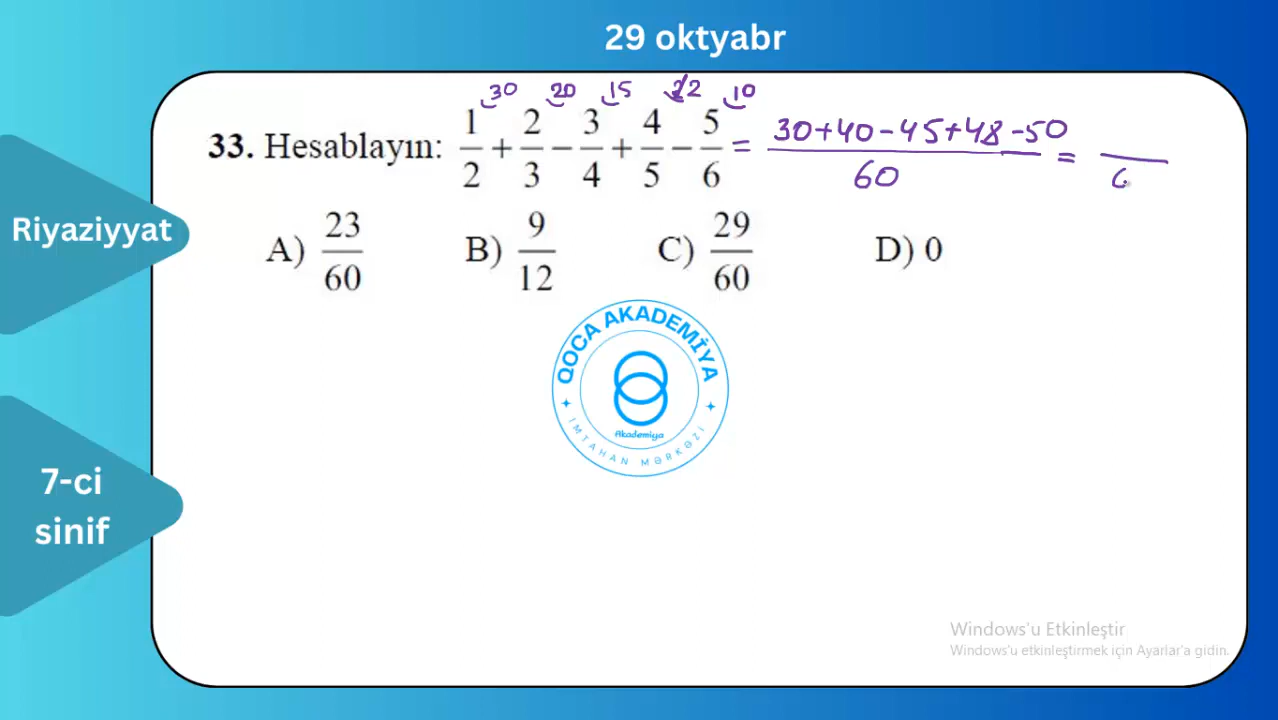 29 oktyabr
30 20 15 12 10
33. Hesablayın: 1/2 + 2/3 − 3/4 + 4/5 − 5/6 = 30+40-45+48-50/60 =
A) 23/60 B) 9/12 C) 29/60 D) 0
Riyaziyyat
QOCA AKADEMİYA
Akademiya
İMTAHAN MƏRKƏZİ
7-ci
sinif
Windows'u Etkinleştir
Windows'u etkinleştirmek için Ayarlar'a gidin.